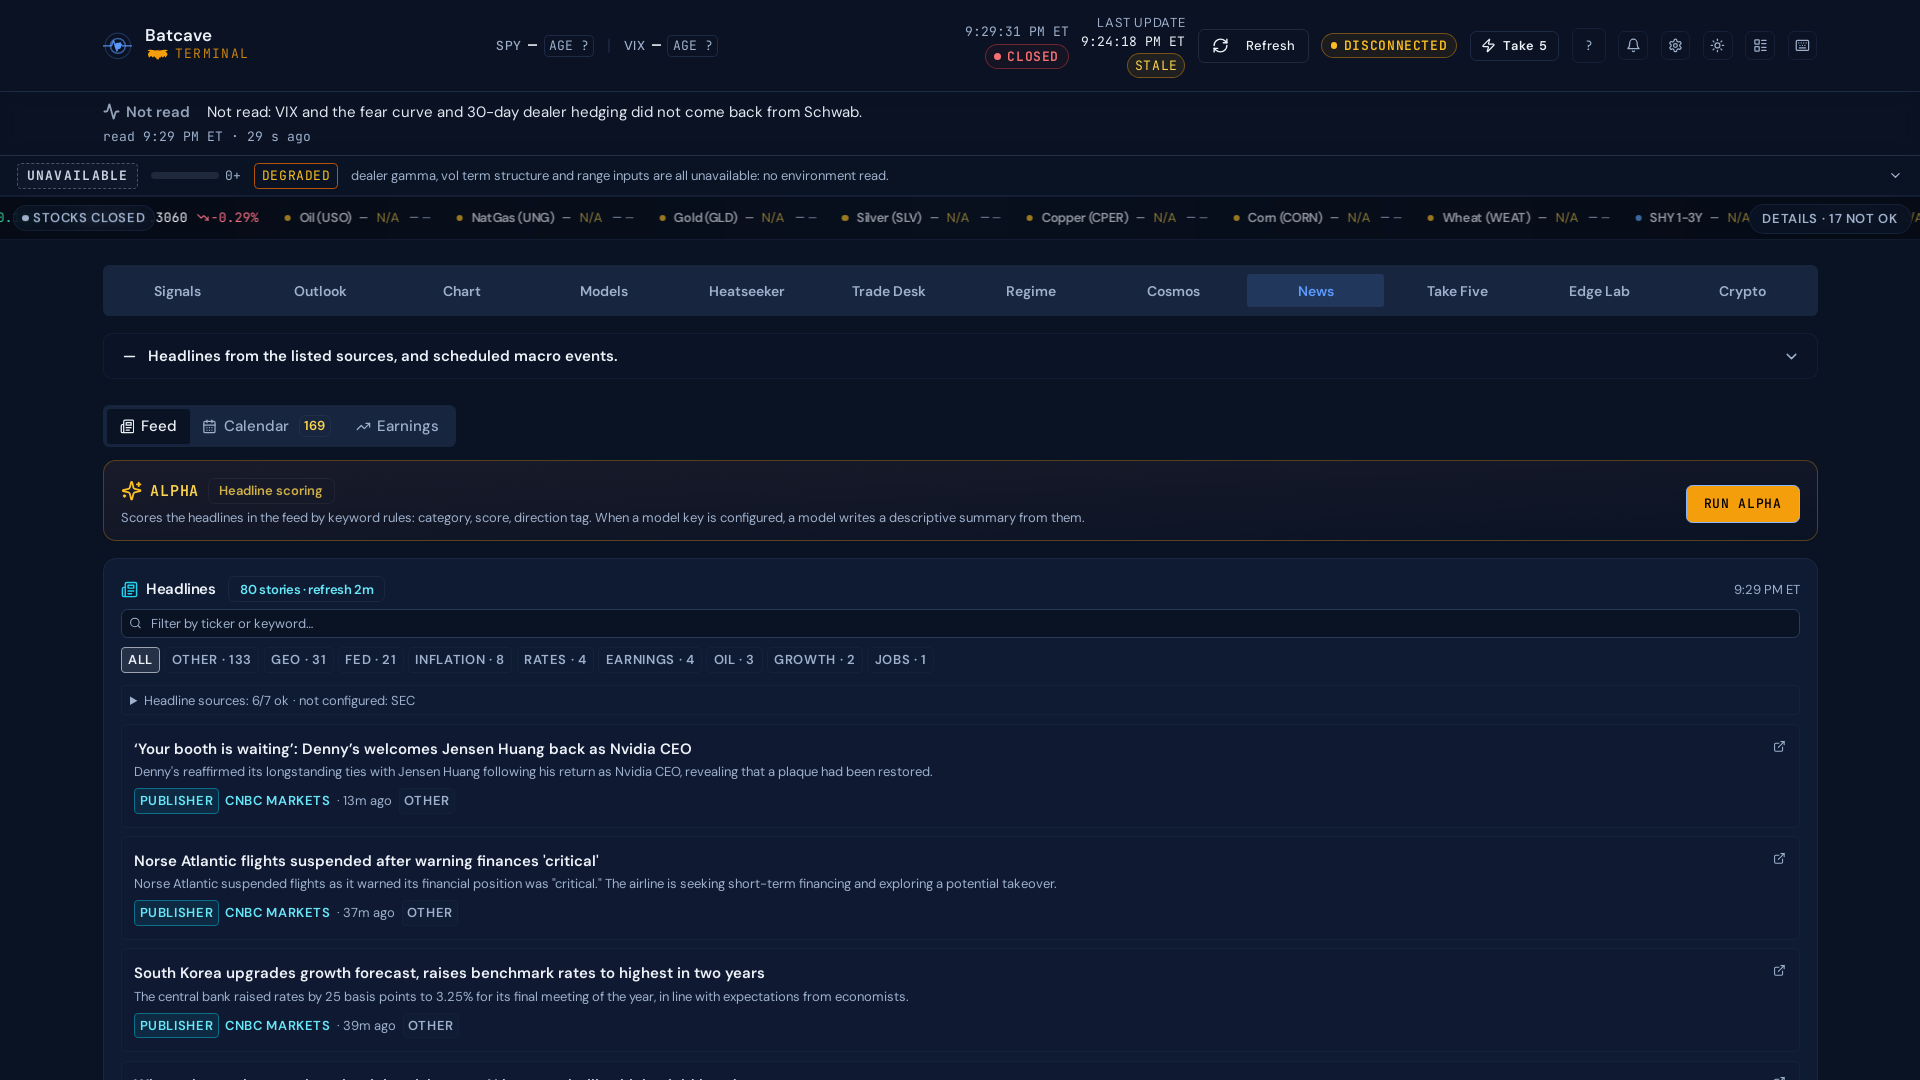 Batcave
TERMINAL
SPY — AGE ? | VIX — AGE ?
9:29:31 PM ET
CLOSED
LAST UPDATE
9:24:18 PM ET
STALE
Refresh
DISCONNECTED
Take 5
?
Not read Not read: VIX and the fear curve and 30-day dealer hedging did not come back from Schwab.
read 9:29 PM ET · 29 s ago
UNAVAILABLE 0+ DEGRADED dealer gamma, vol term structure and range inputs are all unavailable: no environment read.
0. STOCKS CLOSED 3060 -0.29% Oil (USO) — N/A —— NatGas (UNG) — N/A —— Gold (GLD) — N/A —— Silver (SLV) — N/A —— Copper (CPER) — N/A —— Corn (CORN) — N/A —— Wheat (WEAT) — N/A —— SHY 1-3Y — N/A DETAILS · 17 NOT OK
Signals Outlook Chart Models Heatseeker Trade Desk Regime Cosmos News Take Five Edge Lab Crypto
— Headlines from the listed sources, and scheduled macro events.
Feed Calendar 169 Earnings
ALPHA Headline scoring
Scores the headlines in the feed by keyword rules: category, score, direction tag. When a model key is configured, a model writes a descriptive summary from them.
RUN ALPHA
Headlines 80 stories · refresh 2m 9:29 PM ET
Filter by ticker or keyword…
ALL OTHER · 133 GEO · 31 FED · 21 INFLATION · 8 RATES · 4 EARNINGS · 4 OIL · 3 GROWTH · 2 JOBS · 1
Headline sources: 6/7 ok · not configured: SEC
‘Your booth is waiting’: Denny’s welcomes Jensen Huang back as Nvidia CEO
Denny's reaffirmed its longstanding ties with Jensen Huang following his return as Nvidia CEO, revealing that a plaque had been restored.
PUBLISHER CNBC MARKETS · 13m ago OTHER
Norse Atlantic flights suspended after warning finances 'critical'
Norse Atlantic suspended flights as it warned its financial position was "critical." The airline is seeking short-term financing and exploring a potential takeover.
PUBLISHER CNBC MARKETS · 37m ago OTHER
South Korea upgrades growth forecast, raises benchmark rates to highest in two years
The central bank raised rates by 25 basis points to 3.25% for its final meeting of the year, in line with expectations from economists.
PUBLISHER CNBC MARKETS · 39m ago OTHER